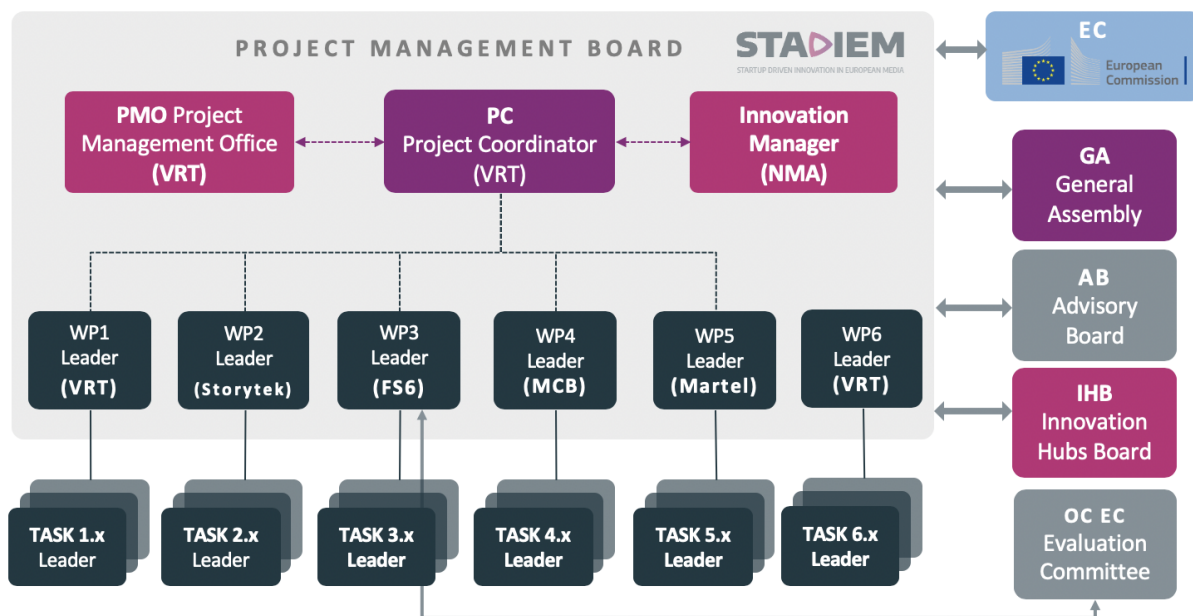 PROJECT MANAGEMENT BOARD
STADIEM
STARTUP DRIVEN INNOVATION IN EUROPEAN MEDIA
EC
European
Commission
PMO Project
Management Office
(VRT)
PC
Project Coordinator
(VRT)
Innovation
Manager
(NMA)
GA
General
Assembly
AB
Advisory
Board
WP1
Leader
(VRT)
WP2
Leader
(Storytek)
WP3
Leader
(FS6)
WP4
Leader
(MCB)
WP5
Leader
(Martel)
WP6
Leader
(VRT)
IHB
Innovation
Hubs Board
TASK 1.x
Leader
TASK 2.x
Leader
TASK 3.x
Leader
TASK 4.x
Leader
TASK 5.x
Leader
TASK 6.x
Leader
OC EC
Evaluation
Committee